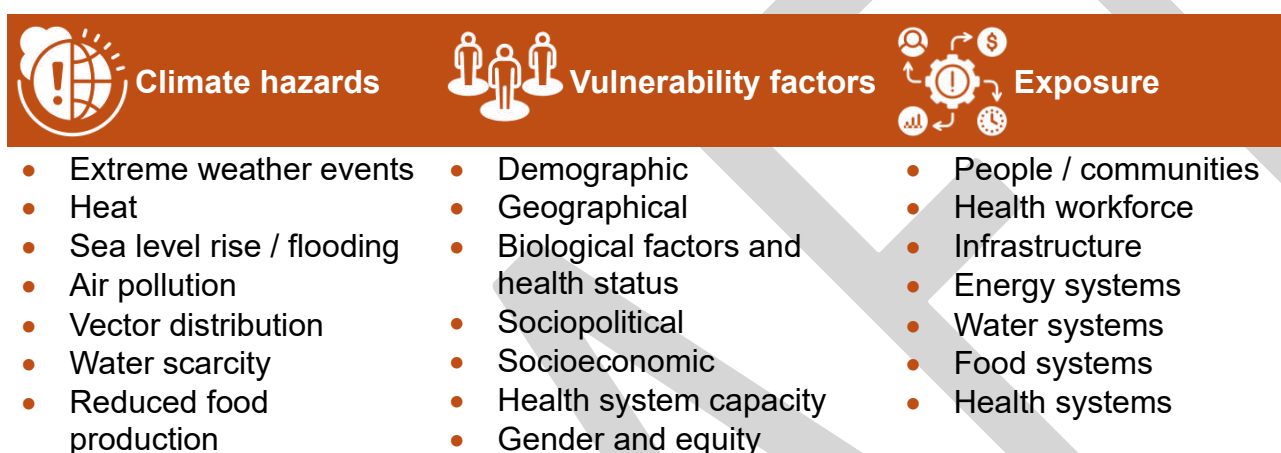 Climate hazards
Extreme weather events
Heat
Sea level rise / flooding
Air pollution
Vector distribution
Water scarcity
Reduced food
production
Vulnerability factors
Demographic
Geographical
Biological factors and
health status
Sociopolitical
Socioeconomic
Health system capacity
Gender and equity
Exposure
People / communities
Health workforce
Infrastructure
Energy systems
Water systems
Food systems
Health systems